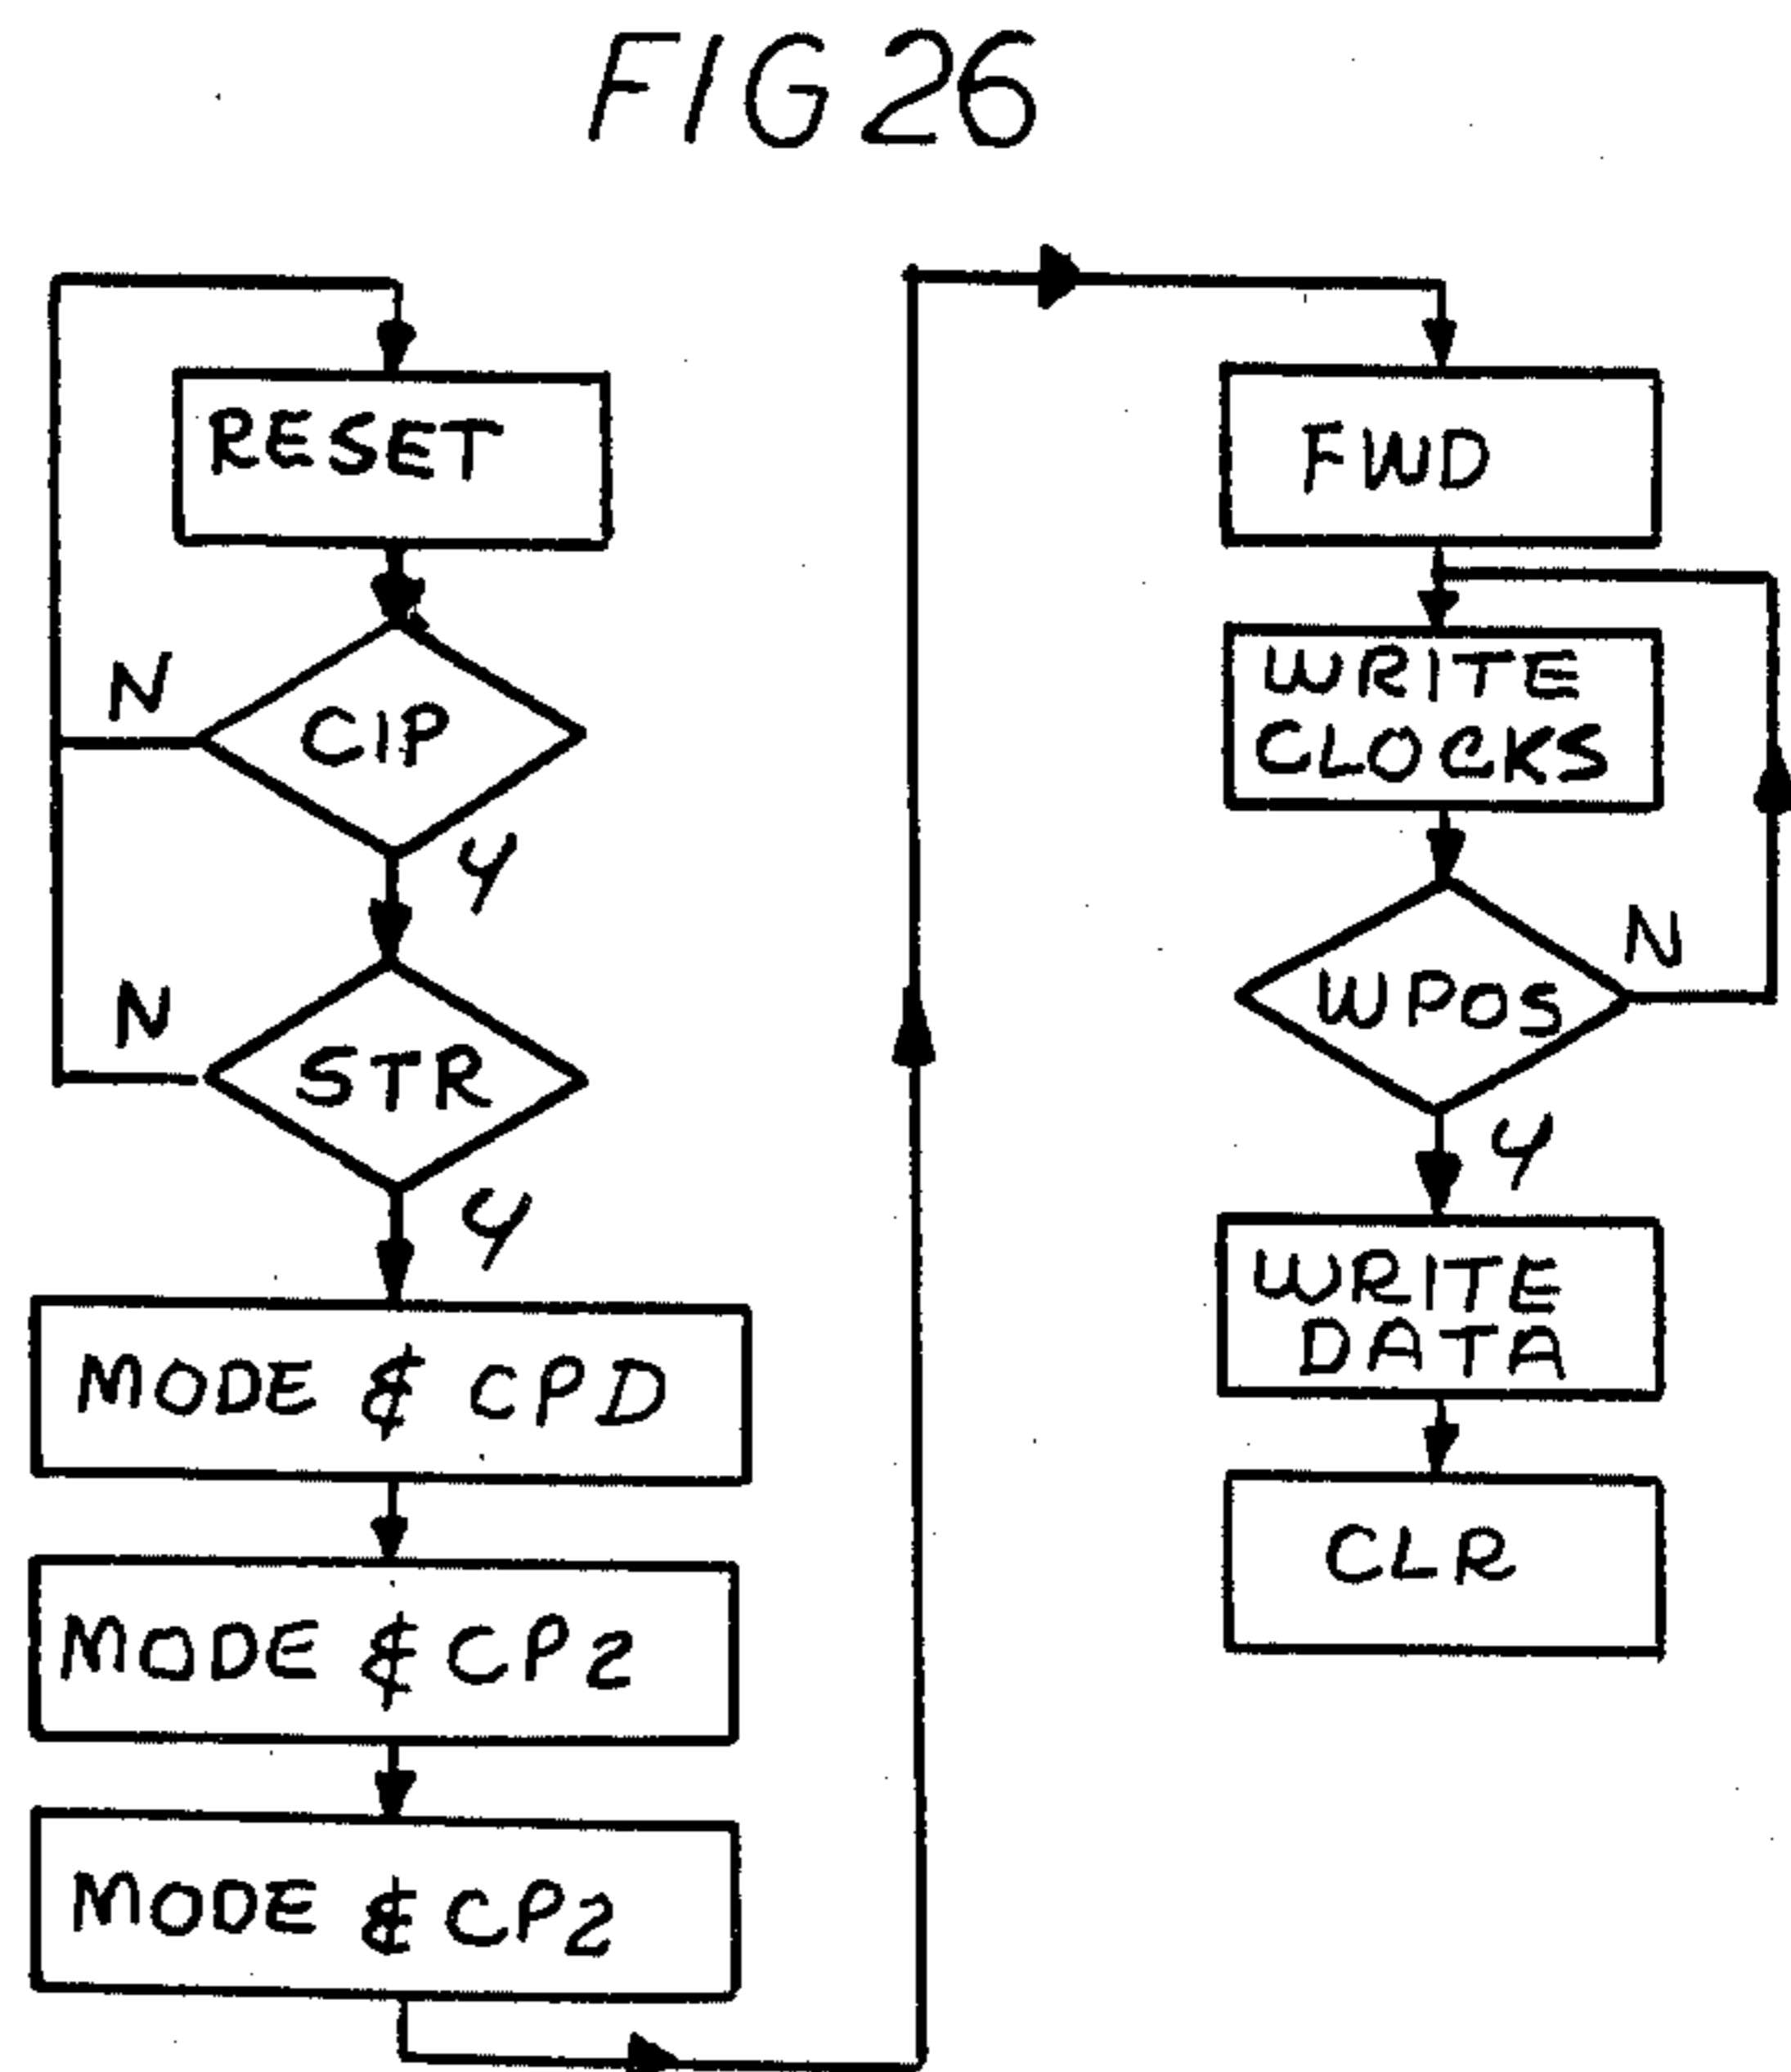 FIG 26
RESET
N
CIP
Y
N
STR
Y
MODE & CPD
MODE & CP2
MODE & CP2
FWD
WRITE
CLOCKS
N
WPOS
Y
WRITE
DATA
CLR